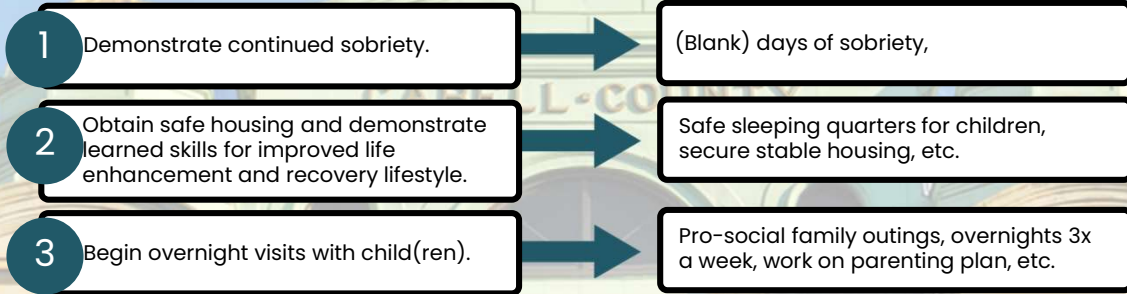 1
Demonstrate continued sobriety.
(Blank) days of sobriety,
2
Obtain safe housing and demonstrate
learned skills for improved life
enhancement and recovery lifestyle.
Safe sleeping quarters for children,
secure stable housing, etc.
3
Begin overnight visits with child(ren).
Pro-social family outings, overnights 3x
a week, work on parenting plan, etc.